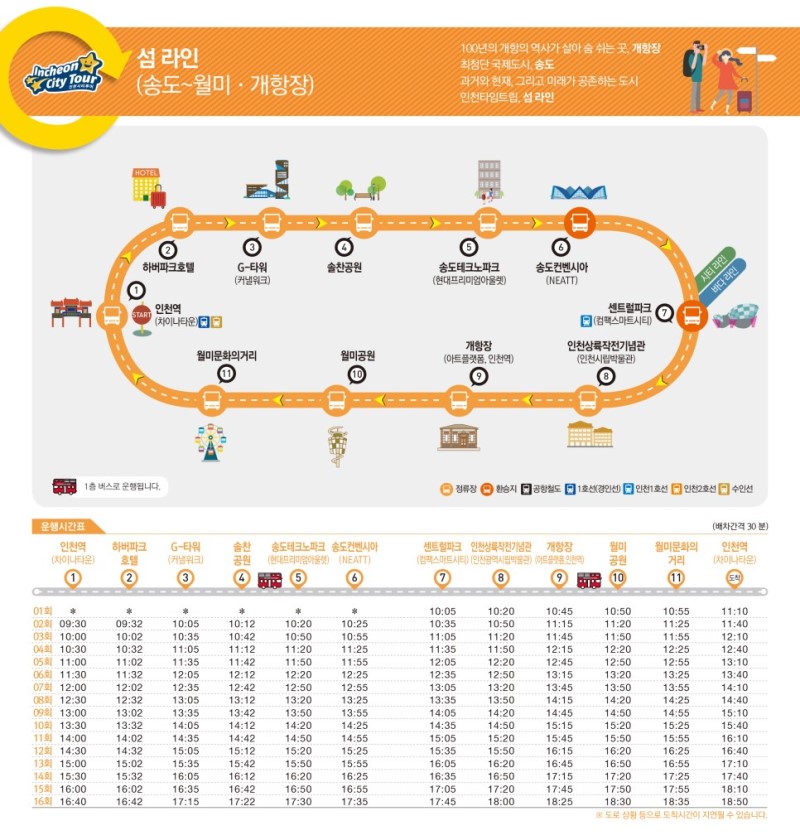 Incheon
City Tour
인천시티투어
섬 라인
(송도~월미 · 개항장)
100년의 개항의 역사가 살아 숨 쉬는 곳, 개항장
최첨단 국제도시, 송도
과거와 현재, 그리고 미래가 공존하는 도시
인천타임트립, 섬 라인
HOTEL
2
하버파크호텔
3
G-타워
(커낼워크)
4
솔찬공원
5
송도테크노파크
(현대프리미엄아울렛)
6
송도컨벤시아
(NEATT)
시티 라인
바다 라인
1
START
인천역
(차이나타운)
센트럴파크
(컴팩스마트시티)
7
월미문화의거리
11
월미공원
10
개항장
(아트플랫폼, 인천역)
9
인천상륙작전기념관
(인천시립박물관)
8
1층 버스로 운행됩니다.
정류장 환승지 공항철도 1호선(경인선) 인천1호선 인천2호선 수인선
운행시간표
(배차간격 30 분)
인천역 (차이나타운) 1
하버파크 호텔 2
G-타워 (커낼워크) 3
솔찬 공원 4
송도테크노파크 (현대프리미엄아울렛) 5
송도컨벤시아 (NEATT) 6
센트럴파크 (컴팩스마트시티) 7
인천상륙작전기념관 (인천광역시립박물관) 8
개항장 (아트플랫폼,인천역) 9
월미 공원 10
월미문화의 거리 11
인천역 (차이나타운) 도착
01회 * * * * * * 10:05 10:20 10:45 10:50 10:55 11:10
02회 09:30 09:32 10:05 10:12 10:20 10:25 10:35 10:50 11:15 11:20 11:25 11:40
03회 10:00 10:02 10:35 10:42 10:50 10:55 11:05 11:20 11:45 11:50 11:55 12:10
04회 10:30 10:32 11:05 11:12 11:20 11:25 11:35 11:50 12:15 12:20 12:25 12:40
05회 11:00 11:02 11:35 11:42 11:50 11:55 12:05 12:20 12:45 12:50 12:55 13:10
06회 11:30 11:32 12:05 12:12 12:20 12:25 12:35 12:50 13:15 13:20 13:25 13:40
07회 12:00 12:02 12:35 12:42 12:50 12:55 13:05 13:20 13:45 13:50 13:55 14:10
08회 12:30 12:32 13:05 13:12 13:20 13:25 13:35 13:50 14:15 14:20 14:25 14:40
09회 13:00 13:02 13:35 13:42 13:50 13:55 14:05 14:20 14:45 14:50 14:55 15:10
10회 13:30 13:32 14:05 14:12 14:20 14:25 14:35 14:50 15:15 15:20 15:25 15:40
11회 14:00 14:02 14:35 14:42 14:50 14:55 15:05 15:20 15:45 15:50 15:55 16:10
12회 14:30 14:32 15:05 15:12 15:20 15:25 15:35 15:50 16:15 16:20 16:25 16:40
13회 15:00 15:02 15:35 15:42 15:50 15:55 16:05 16:20 16:45 16:50 16:55 17:10
14회 15:30 15:32 16:05 16:12 16:20 16:25 16:35 16:50 17:15 17:20 17:25 17:40
15회 16:00 16:02 16:35 16:42 16:50 16:55 17:05 17:20 17:45 17:50 17:55 18:10
16회 16:40 16:42 17:15 17:22 17:30 17:35 17:45 18:00 18:25 18:30 18:35 18:50
※ 도로 상황 등으로 도착시간이 지연될 수 있습니다.